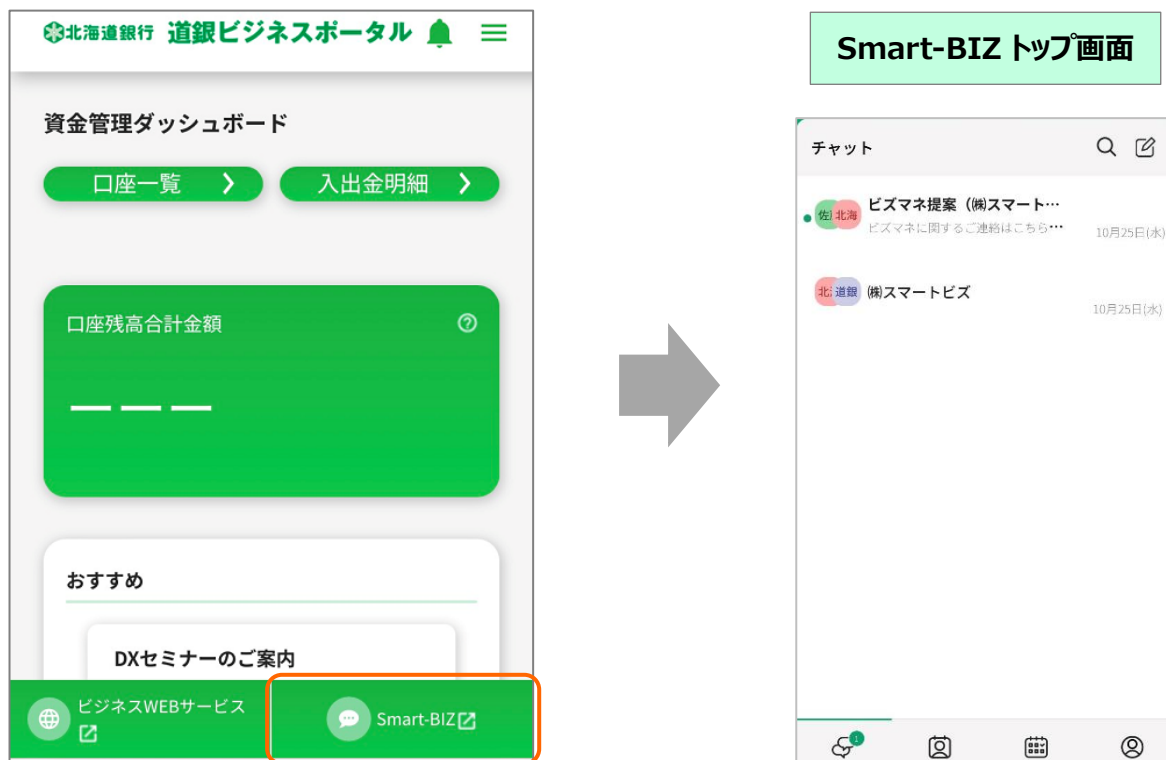 北海道銀行 道銀ビジネスポータル
資金管理ダッシュボード
口座一覧
入出金明細
口座残高合計金額
ーーー
おすすめ
DXセミナーのご案内
ビジネスWEBサービス
Smart-BIZ
Smart-BIZ トップ画面
チャット
佐 北海
ビズマネ提案（㈱スマート…
ビズマネに関するご連絡はこちら…
10月25日(水)
北 道銀
㈱スマートビズ
10月25日(水)
1